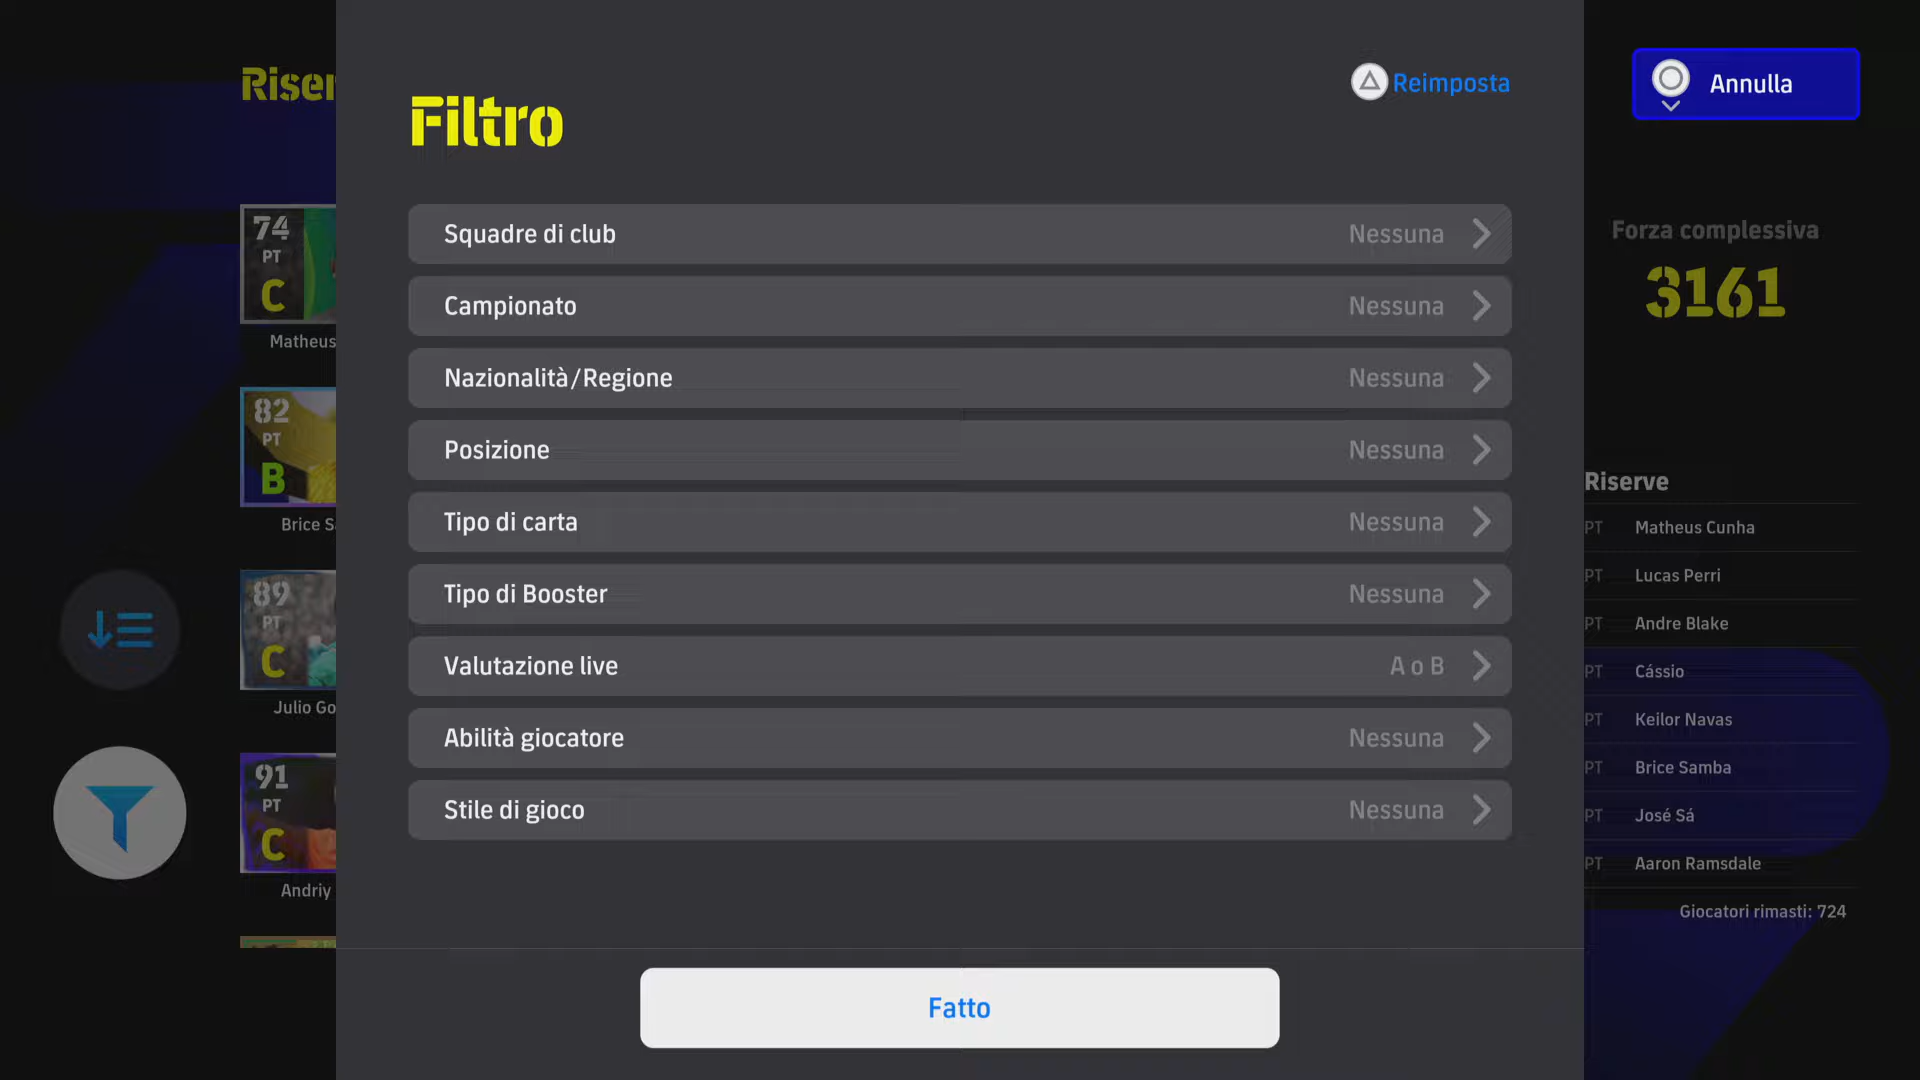 Riser
Filtro
Reimposta
Annulla
Squadre di club Nessuna
Campionato Nessuna
Nazionalità/Regione Nessuna
Posizione Nessuna
Tipo di carta Nessuna
Tipo di Booster Nessuna
Valutazione live A o B
Abilità giocatore Nessuna
Stile di gioco Nessuna
Fatto
74
PT
C
Matheus
82
PT
B
Brice S
89
PT
C
Julio Go
91
PT
C
Andriy
Forza complessiva
3161
Riserve
PT Matheus Cunha
PT Lucas Perri
PT Andre Blake
PT Cássio
PT Keilor Navas
PT Brice Samba
PT José Sá
PT Aaron Ramsdale
Giocatori rimasti: 724